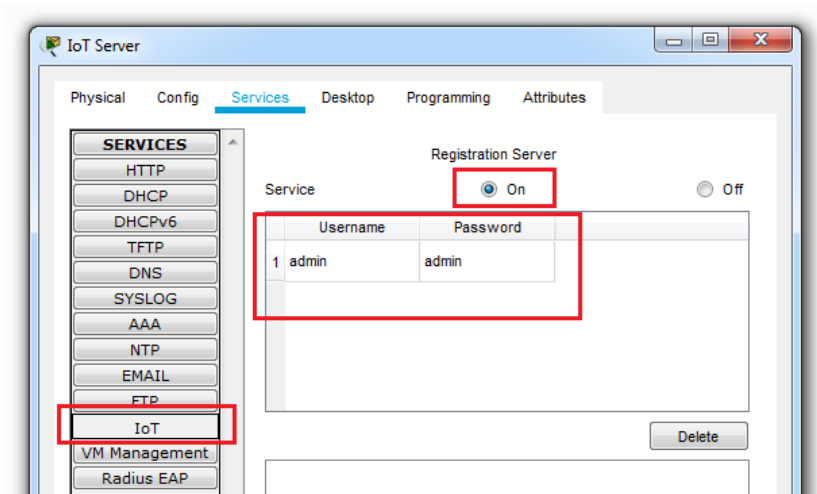 IoT Server
Physical Config Services Desktop Programming Attributes
SERVICES
HTTP
DHCP
DHCPv6
TFTP
DNS
SYSLOG
AAA
NTP
EMAIL
FTP
IoT
VM Management
Radius EAP
Registration Server
Service On Off
Username Password
1 admin admin
Delete